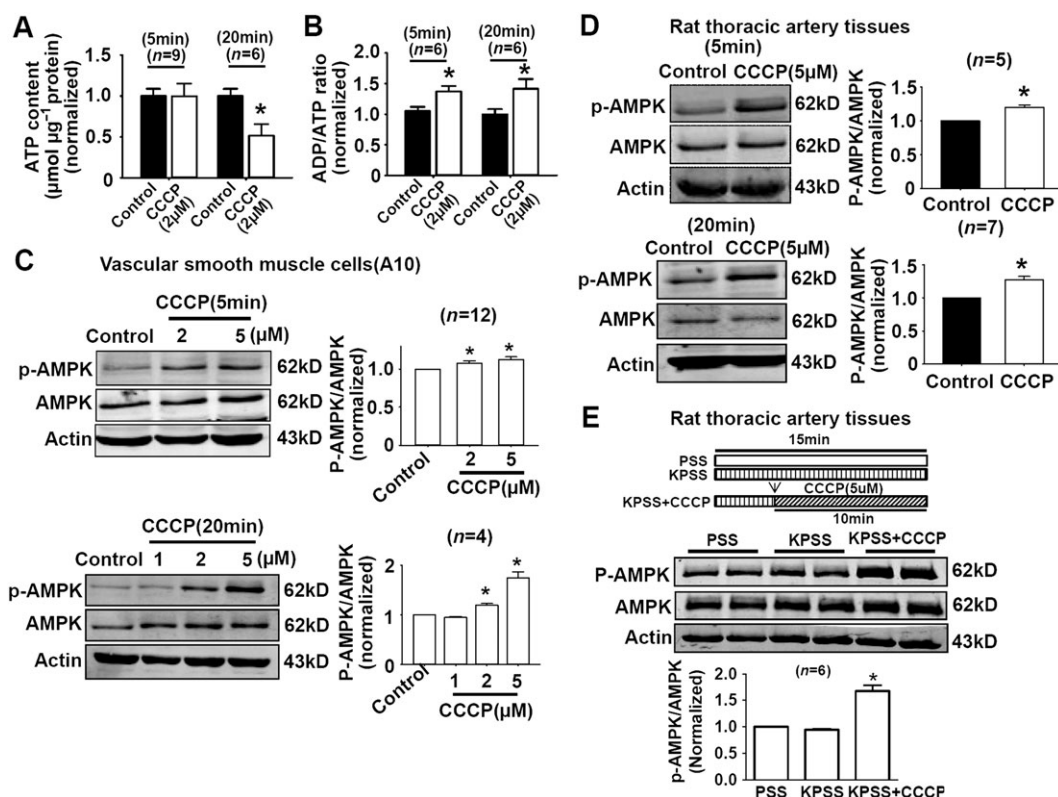 A
(5min)
(n=9)
(20min)
(n=6)
ATP content
(µmol µg⁻¹ protein)
(normalized)
1.5
1.0
0.5
Control
CCCP
(2µM)
Control
CCCP
(2µM)
*
B
(5min)
(n=6)
(20min)
(n=6)
ADP/ATP ratio
(normalized)
2.0
1.5
1.0
0.5
0
* *
Control
CCCP
(2µM)
Control
CCCP
(2µM)
C
Vascular smooth muscle cells(A10)
CCCP(5min)
Control 2 5 (µM)
p-AMPK 62kD
AMPK 62kD
Actin 43kD
(n=12)
P-AMPK/AMPK
(normalized)
1.0
0.5
0
* *
Control 2 5
CCCP(µM)
CCCP(20min)
Control 1 2 5 (µM)
p-AMPK 62kD
AMPK 62kD
Actin 43kD
(n=4)
P-AMPK/AMPK
(normalized)
2
1
0
* *
Control 1 2 5
CCCP(µM)
D
Rat thoracic artery tissues
(5min)
Control CCCP(5µM)
p-AMPK 62kD
AMPK 62kD
Actin 43kD
(n=5)
P-AMPK/AMPK
(normalized)
1.5
1.0
0.5
0
*
Control CCCP
(20min)
Control CCCP(5µM)
p-AMPK 62kD
AMPK 62kD
Actin 43kD
(n=7)
P-AMPK/AMPK
(normalized)
1.5
1.0
0.5
0
*
Control CCCP
E
Rat thoracic artery tissues
15min
PSS
KPSS
CCCP(5uM)
KPSS+CCCP
10min
PSS KPSS KPSS+CCCP
P-AMPK 62kD
AMPK 62kD
Actin 43kD
(n=6)
p-AMPK/AMPK
(Normalized)
2.0
1.5
1.0
0.5
0
*
PSS KPSS KPSS+CCCP